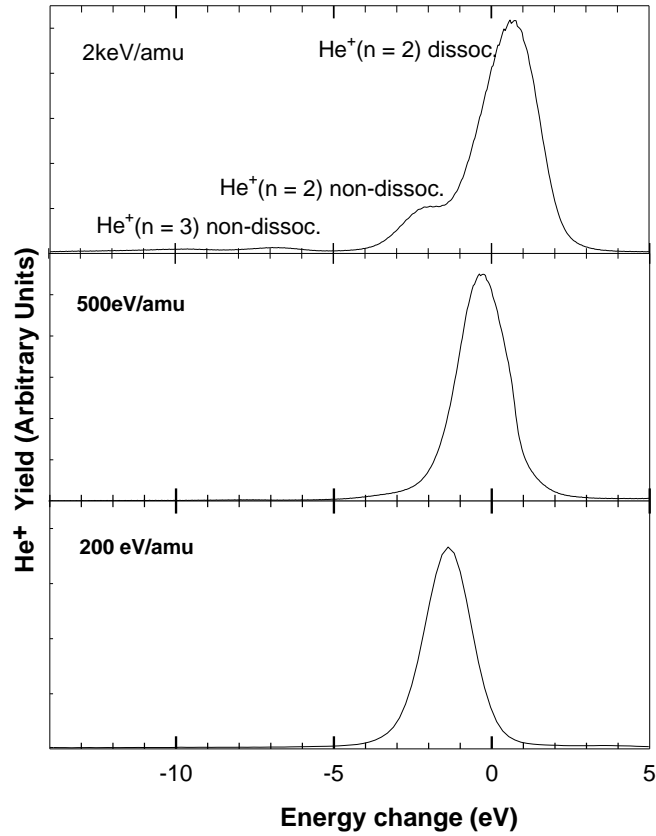 2keV/amu
He⁺(n = 2) dissoc.
He⁺(n = 2) non-dissoc.
He⁺(n = 3) non-dissoc.
500eV/amu
200 eV/amu
He⁺ Yield (Arbitrary Units)
-10 -5 0 5
Energy change (eV)